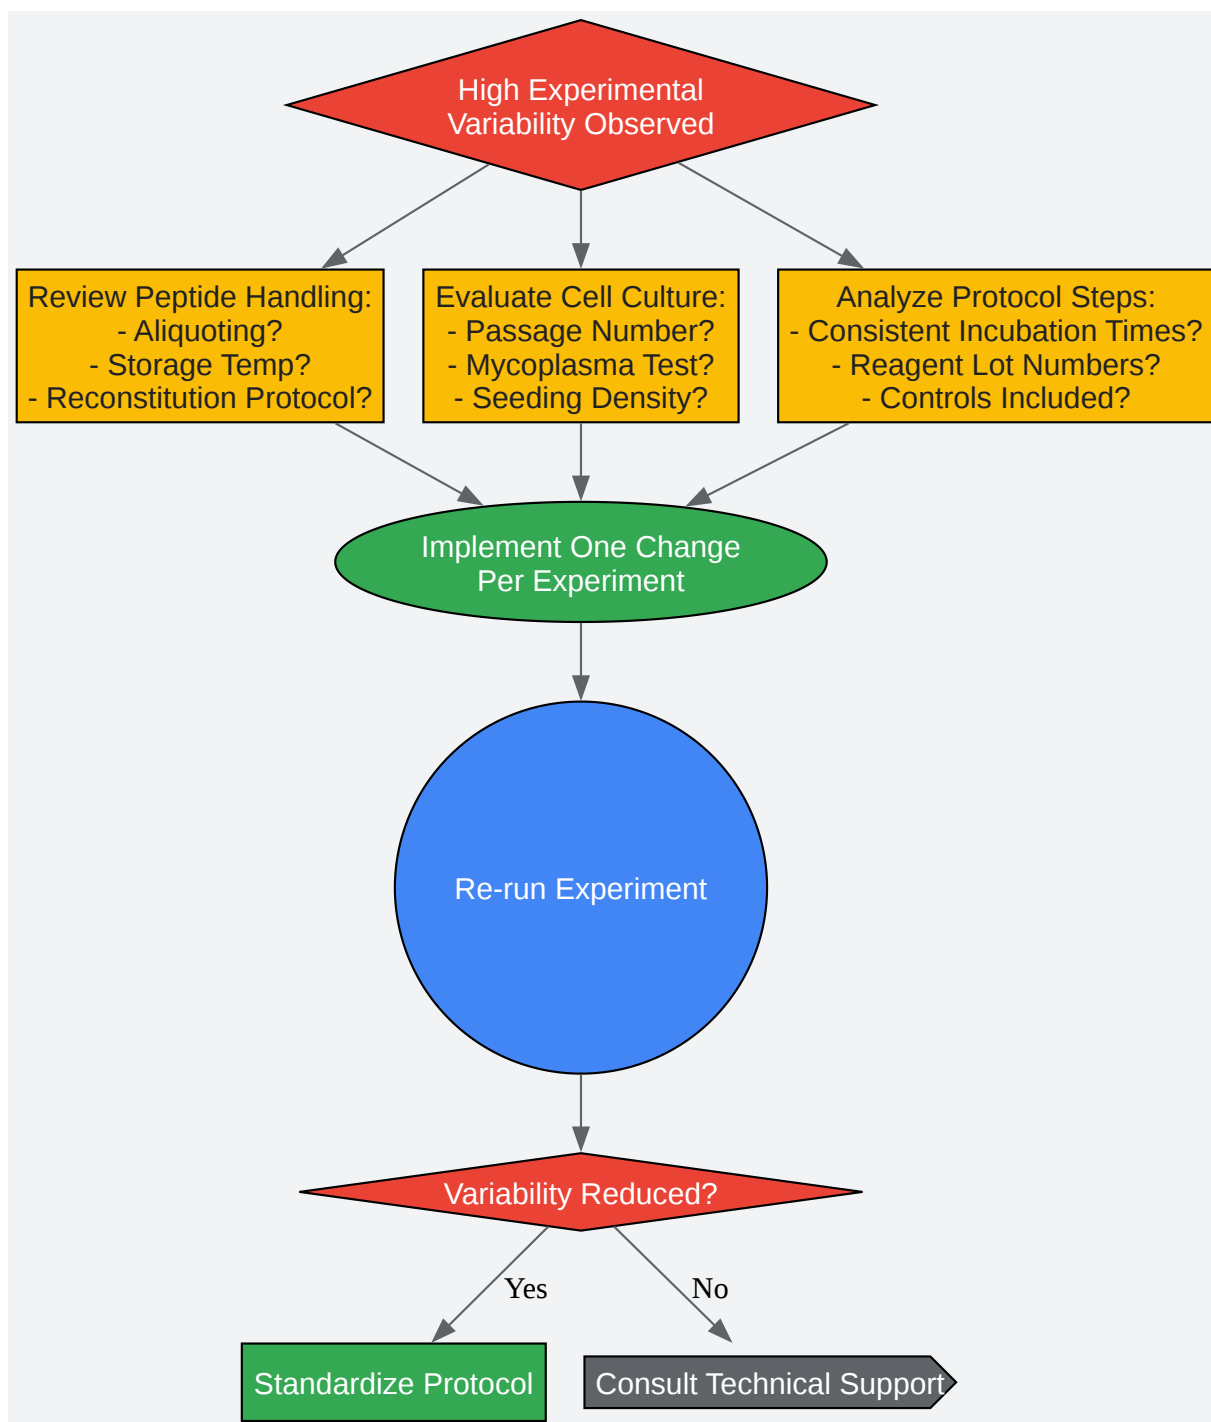 High Experimental
Variability Observed
Review Peptide Handling:
- Aliquoting?
- Storage Temp?
- Reconstitution Protocol?
Evaluate Cell Culture:
- Passage Number?
- Mycoplasma Test?
- Seeding Density?
Analyze Protocol Steps:
- Consistent Incubation Times?
- Reagent Lot Numbers?
- Controls Included?
Implement One Change
Per Experiment
Re-run Experiment
Variability Reduced?
Yes
No
Standardize Protocol
Consult Technical Support